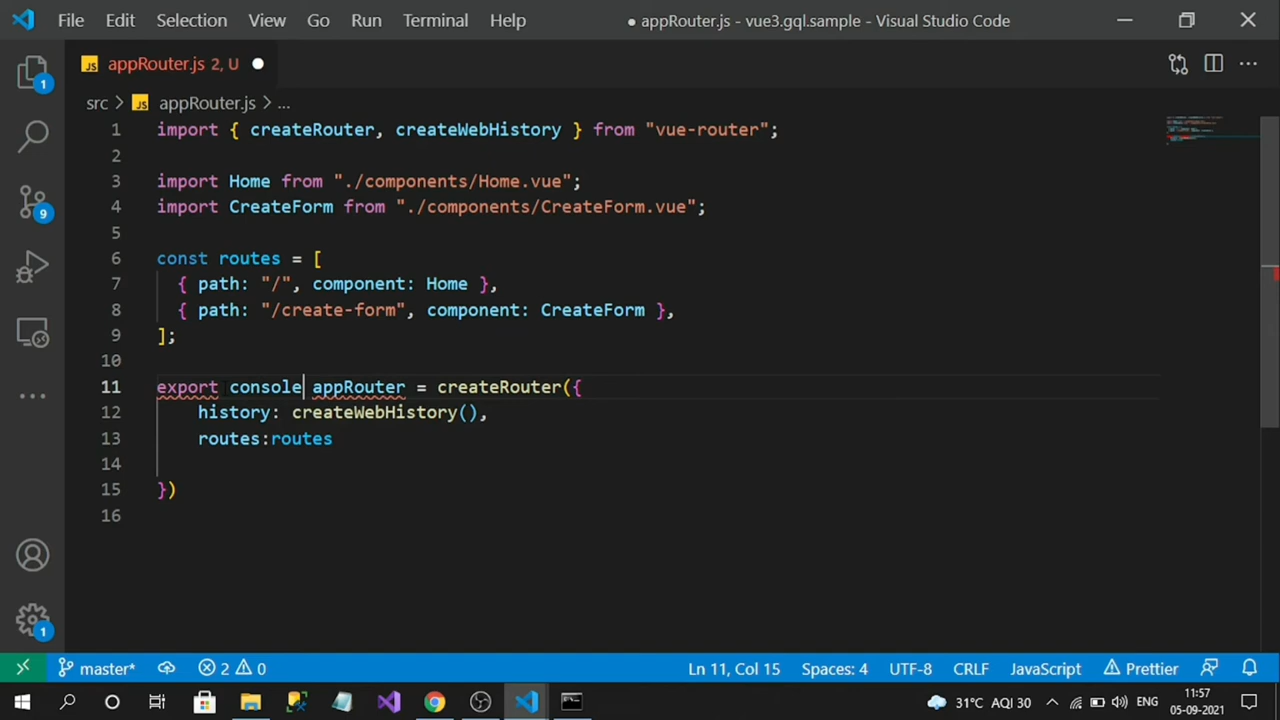 File Edit Selection View Go Run Terminal Help ● appRouter.js - vue3.gql.sample - Visual Studio Code
JS appRouter.js 2, U ●
src > JS appRouter.js > ...
1 import { createRouter, createWebHistory } from "vue-router";
2
3 import Home from "./components/Home.vue";
4 import CreateForm from "./components/CreateForm.vue";
5
6 const routes = [
7 { path: "/", component: Home },
8 { path: "/create-form", component: CreateForm },
9 ];
10
11 export console appRouter = createRouter({
12 history: createWebHistory(),
13 routes:routes
14
15 })
16
1
9
1
master* 2 0 Ln 11, Col 15 Spaces: 4 UTF-8 CRLF JavaScript Prettier
31°C AQI 30 ENG 11:57
05-09-2021